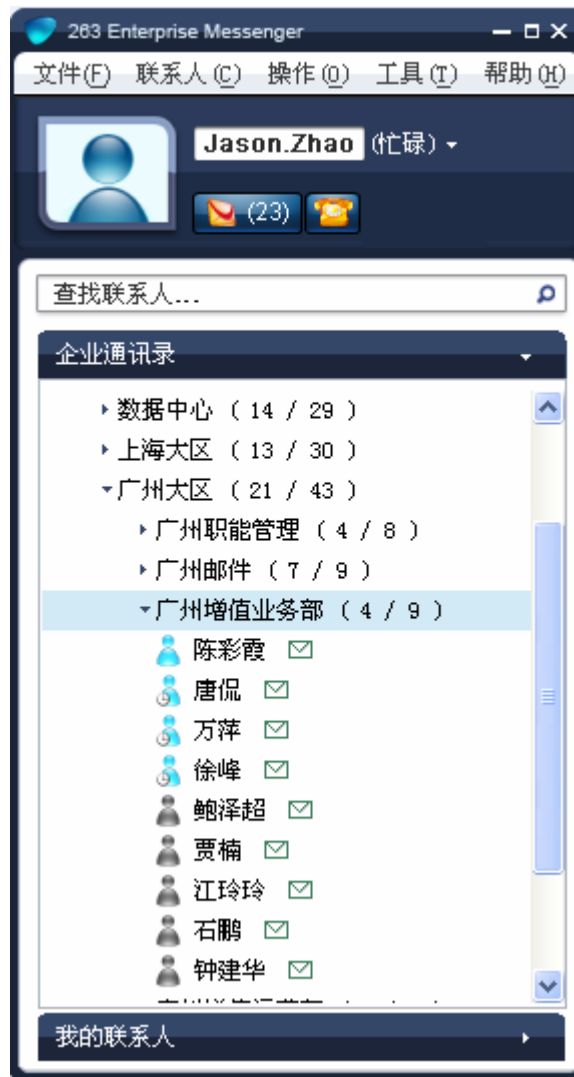 263 Enterprise Messenger
文件(F) 联系人(C) 操作(O) 工具(T) 帮助(H)
Jason.Zhao (忙碌)
(23)
查找联系人...
企业通讯录
数据中心 ( 14 / 29 )
上海大区 ( 13 / 30 )
广州大区 ( 21 / 43 )
广州职能管理 ( 4 / 8 )
广州邮件 ( 7 / 9 )
广州增值业务部 ( 4 / 9 )
陈彩霞
唐侃
万萍
徐峰
鲍泽超
贾楠
江玲玲
石鹏
钟建华
我的联系人